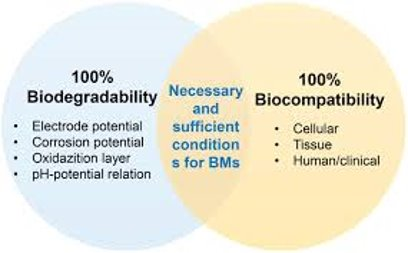 100%
Biodegradability
• Electrode potential
• Corrosion potential
• Oxidazition layer
• pH-potential relation
Necessary
and
sufficient
condition
s for BMs
100%
Biocompatibility
• Cellular
• Tissue
• Human/clinical